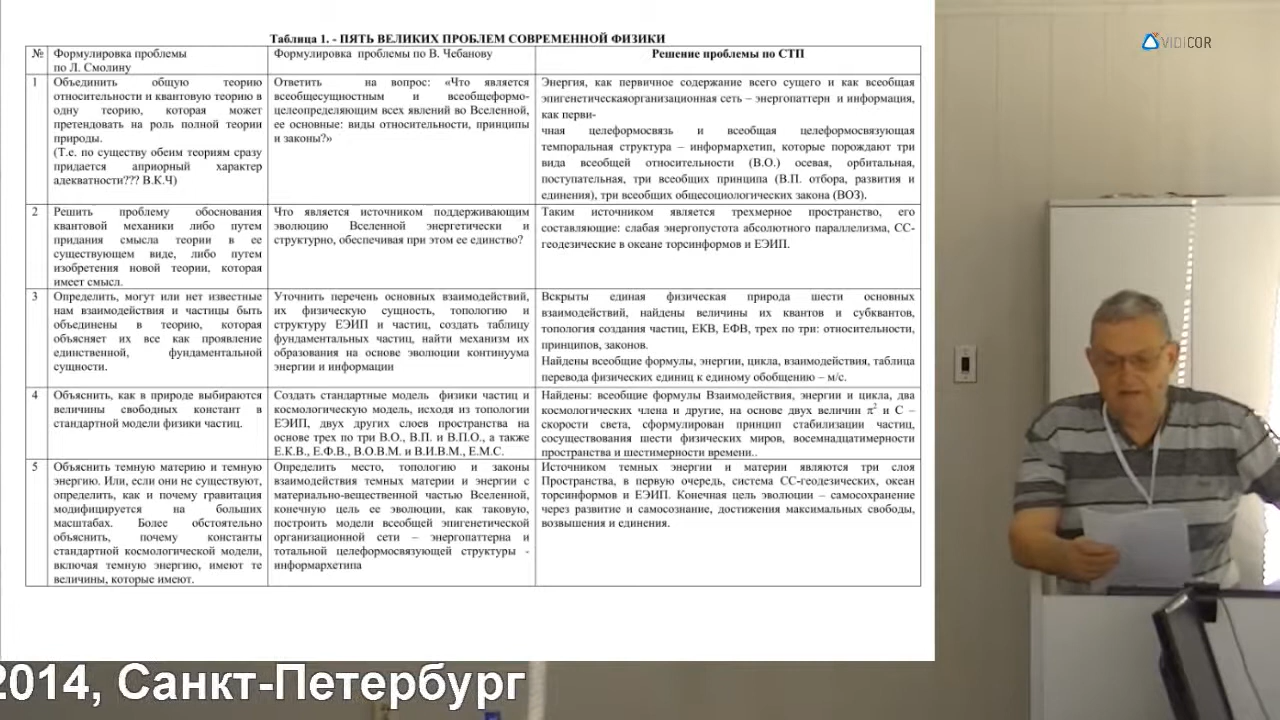 Таблица 1. - ПЯТЬ ВЕЛИКИХ ПРОБЛЕМ СОВРЕМЕННОЙ ФИЗИКИ
№
Формулировка проблемы
по Л. Смолину
Формулировка проблемы по В. Чебанову
Решение проблемы по СТП
1
Объединить общую теорию
относительности и квантовую теорию в
одну теорию, которая может
претендовать на роль полной теории
природы.
(Т.е. по существу обеим теориям сразу
придается априорный характер
адекватности??? В.К.Ч)
Ответить на вопрос: «Что является
всеобщесущностным и всеобщеформо-
целеопределяющим всех явлений во Вселенной,
ее основные: виды относительности, принципы
и законы?»
Энергия, как первичное содержание всего сущего и как всеобщая
эпигенетическаяорганизационная сеть – энергопаттерн и информация,
как перви-
чная целеформосвязь и всеобщая целеформосвязующая
темпоральная структура – информархетип, которые порождают три
вида всеобщей относительности (В.О.) осевая, орбитальная,
поступательная, три всеобщих принципа (В.П. отбора, развития и
единения), три всеобщих общесоциологических закона (ВОЗ).
2
Решить проблему обоснования
квантовой механики либо путем
придания смысла теории в ее
существующем виде, либо путем
изобретения новой теории, которая
имеет смысл.
Что является источником поддерживающим
эволюцию Вселенной энергетически и
структурно, обеспечивая при этом ее единство?
Таким источником является трехмерное пространство, его
составляющие: слабая энергопустота абсолютного параллелизма, СС-
геодезические в океане торсинформов и ЕЭИП.
3
Определить, могут или нет известные
нам взаимодействия и частицы быть
объединены в теорию, которая
объясняет их все как проявление
единственной, фундаментальной
сущности.
Уточнить перечень основных взаимодействий,
их физическую сущность, топологию и
структуру ЕЭИП и частиц, создать таблицу
фундаментальных частиц, найти механизм их
образования на основе эволюции континуума
энергии и информации
Вскрыты единая физическая природа шести основных
взаимодействий, найдены величины их квантов и субквантов,
топология создания частиц, ЕКВ, ЕФВ, трех по три: относительности,
принципов, законов.
Найдены всеобщие формулы, энергии, цикла, взаимодействия, таблица
перевода физических единиц к единому обобщению – м/с.
4
Объяснить, как в природе выбираются
величины свободных констант в
стандартной модели физики частиц.
Создать стандартные модель физики частиц и
космологическую модель, исходя из топологии
ЕЭИП, двух других слоев пространства на
основе трех по три В.О., В.П. и В.П.О., а также
Е.К.В., Е.Ф.В., В.О.В.М. и В.И.В.М., Е.М.С.
Найдены: всеобщие формулы Взаимодействия, энергии и цикла, два
космологических члена и другие, на основе двух величин π² и С –
скорости света, сформулирован принцип стабилизации частиц,
сосуществования шести физических миров, восемнадцатимерности
пространства и шестимерности времени..
5
Объяснить темную материю и темную
энергию. Или, если они не существуют,
определить, как и почему гравитация
модифицируется на больших
масштабах. Более обстоятельно
объяснить, почему константы
стандартной космологической модели,
включая темную энергию, имеют те
величины, которые имеют.
Определить место, топологию и законы
взаимодействия темных материи и энергии с
материально-вещественной частью Вселенной,
конечную цель ее эволюции, как таковую,
построить модели всеобщей эпигенетической
организационной сети – энергопаттерна и
тотальной целеформосвязующей структуры -
информархетипа
Источником темных энергии и материи являются три слоя
Пространства, в первую очередь, система СС-геодезических, океан
торсинформов и ЕЭИП. Конечная цель эволюции – самосохранение
через развитие и самосознание, достижения максимальных свободы,
возвышения и единения.
VIDICOR
2014, Санкт-Петербург